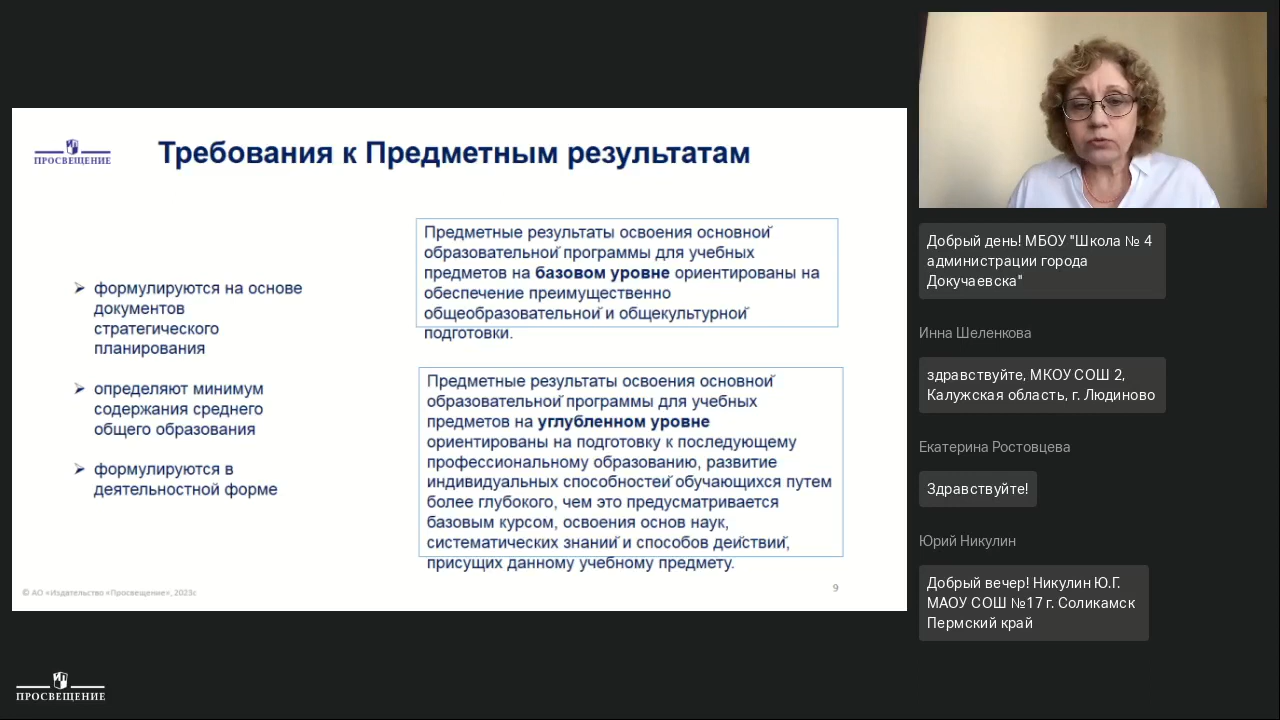 ПРОСВЕЩЕНИЕ
Требования к Предметным результатам
формулируются на основе
документов
стратегического
планирования
определяют минимум
содержания среднего
общего образования
формулируются в
деятельностной форме
Предметные результаты освоения основной
образовательной программы для учебных
предметов на базовом уровне ориентированы на
обеспечение преимущественно
общеобразовательной и общекультурной
подготовки.
Предметные результаты освоения основной
образовательной программы для учебных
предметов на углубленном уровне
ориентированы на подготовку к последующему
профессиональному образованию, развитие
индивидуальных способностей обучающихся путем
более глубокого, чем это предусматривается
базовым курсом, освоения основ наук,
систематических знаний и способов действий,
присущих данному учебному предмету.
© АО «Издательство «Просвещение», 2023г
9
ПРОСВЕЩЕНИЕ
Добрый день! МБОУ "Школа № 4
администрации города
Докучаевска"
Инна Шеленкова
здравствуйте, МКОУ СОШ 2,
Калужская область, г. Людиново
Екатерина Ростовцева
Здравствуйте!
Юрий Никулин
Добрый вечер! Никулин Ю.Г.
МАОУ СОШ №17 г. Соликамск
Пермский край